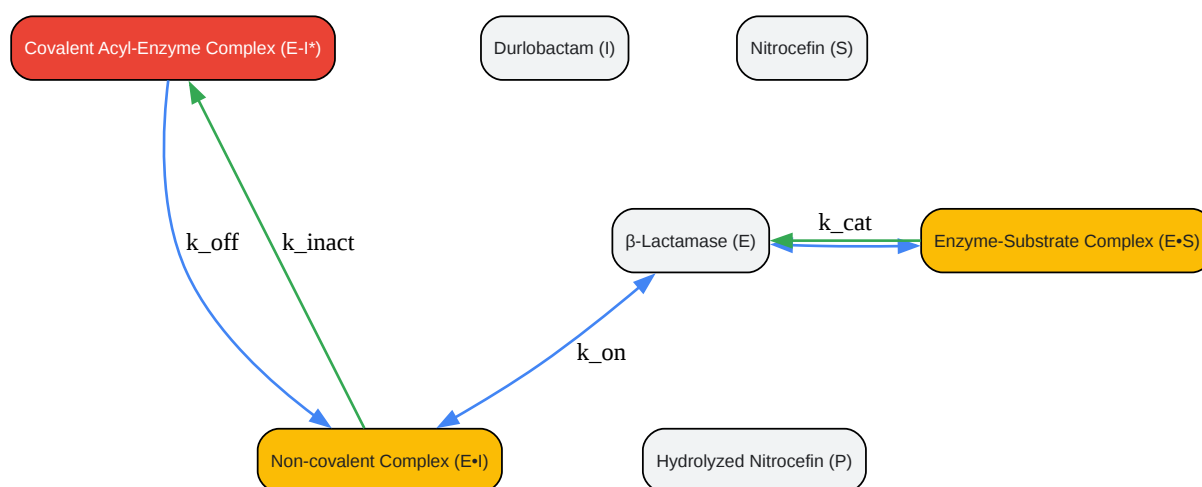 Covalent Acyl-Enzyme Complex (E-I*)
Durlobactam (I)
Nitrocefin (S)
k_off
k_inact
β-Lactamase (E)
k_cat
Enzyme-Substrate Complex (E•S)
k_on
Non-covalent Complex (E•I)
Hydrolyzed Nitrocefin (P)